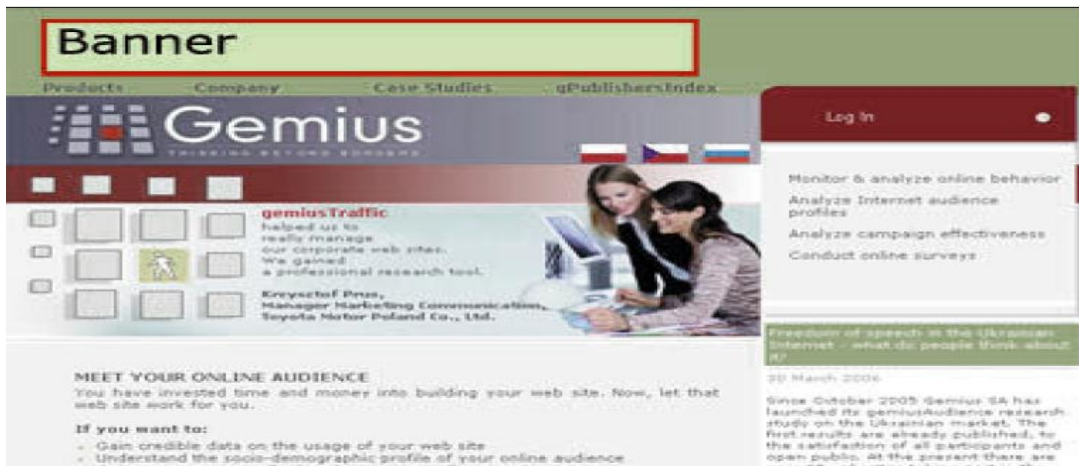 Banner
Products Company Case Studies gPublishersIndex
Gemius
THINKING BEYOND BORDERS
Log In
Monitor & analyze online behavior
Analyze Internet audience
profiles
Analyze campaign effectiveness
Conduct online surveys
gemiusTraffic
helped us to
really manage
our corporate web sites.
We gained
a professional research tool.
Krzysztof Prus,
Manager Marketing Communication,
Toyota Motor Poland Co., Ltd.
MEET YOUR ONLINE AUDIENCE
You have invested time and money into building your web site. Now, let that
web site work for you.
If you want to:
- Gain credible data on the usage of your web site
- Understand the socio-demographic profile of your online audience
Freedom of speech in the Ukrainian
Internet - what do people think about
it?
30 March 2006
Since October 2005 Gemius SA has
launched its gemiusAudience research
study on the Ukrainian market. The
first results are already published, to
the satisfaction of all participants and
open public. At the present there are